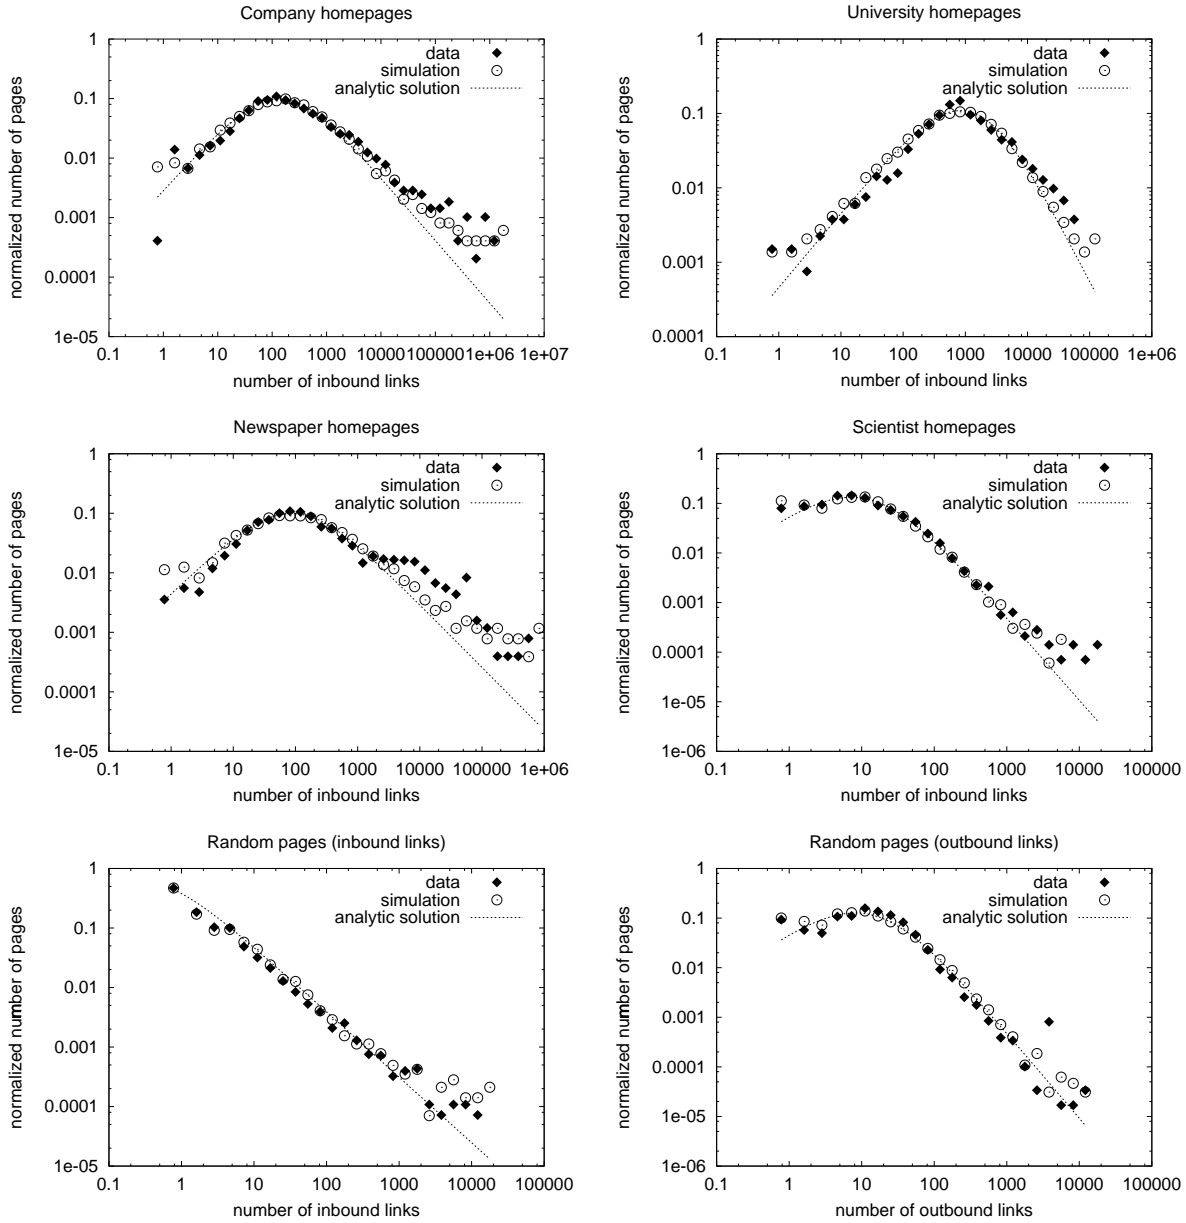 Company homepages
1
0.1
0.01
0.001
0.0001
1e-05
0.1 1 10 100 1000 10000 100000 1e+06 1e+07
normalized number of pages
number of inbound links
data
simulation
analytic solution
University homepages
1
0.1
0.01
0.001
0.0001
0.1 1 10 100 1000 10000 100000 1e+06
normalized number of pages
number of inbound links
data
simulation
analytic solution
Newspaper homepages
1
0.1
0.01
0.001
0.0001
1e-05
0.1 1 10 100 1000 10000 100000 1e+06
normalized number of pages
number of inbound links
data
simulation
analytic solution
Scientist homepages
1
0.1
0.01
0.001
0.0001
1e-05
1e-06
0.1 1 10 100 1000 10000 100000
normalized number of pages
number of inbound links
data
simulation
analytic solution
Random pages (inbound links)
1
0.1
0.01
0.001
0.0001
1e-05
0.1 1 10 100 1000 10000 100000
normalized number of pages
number of inbound links
data
simulation
analytic solution
Random pages (outbound links)
1
0.1
0.01
0.001
0.0001
1e-05
1e-06
0.1 1 10 100 1000 10000 100000
normalized number of pages
number of outbound links
data
simulation
analytic solution